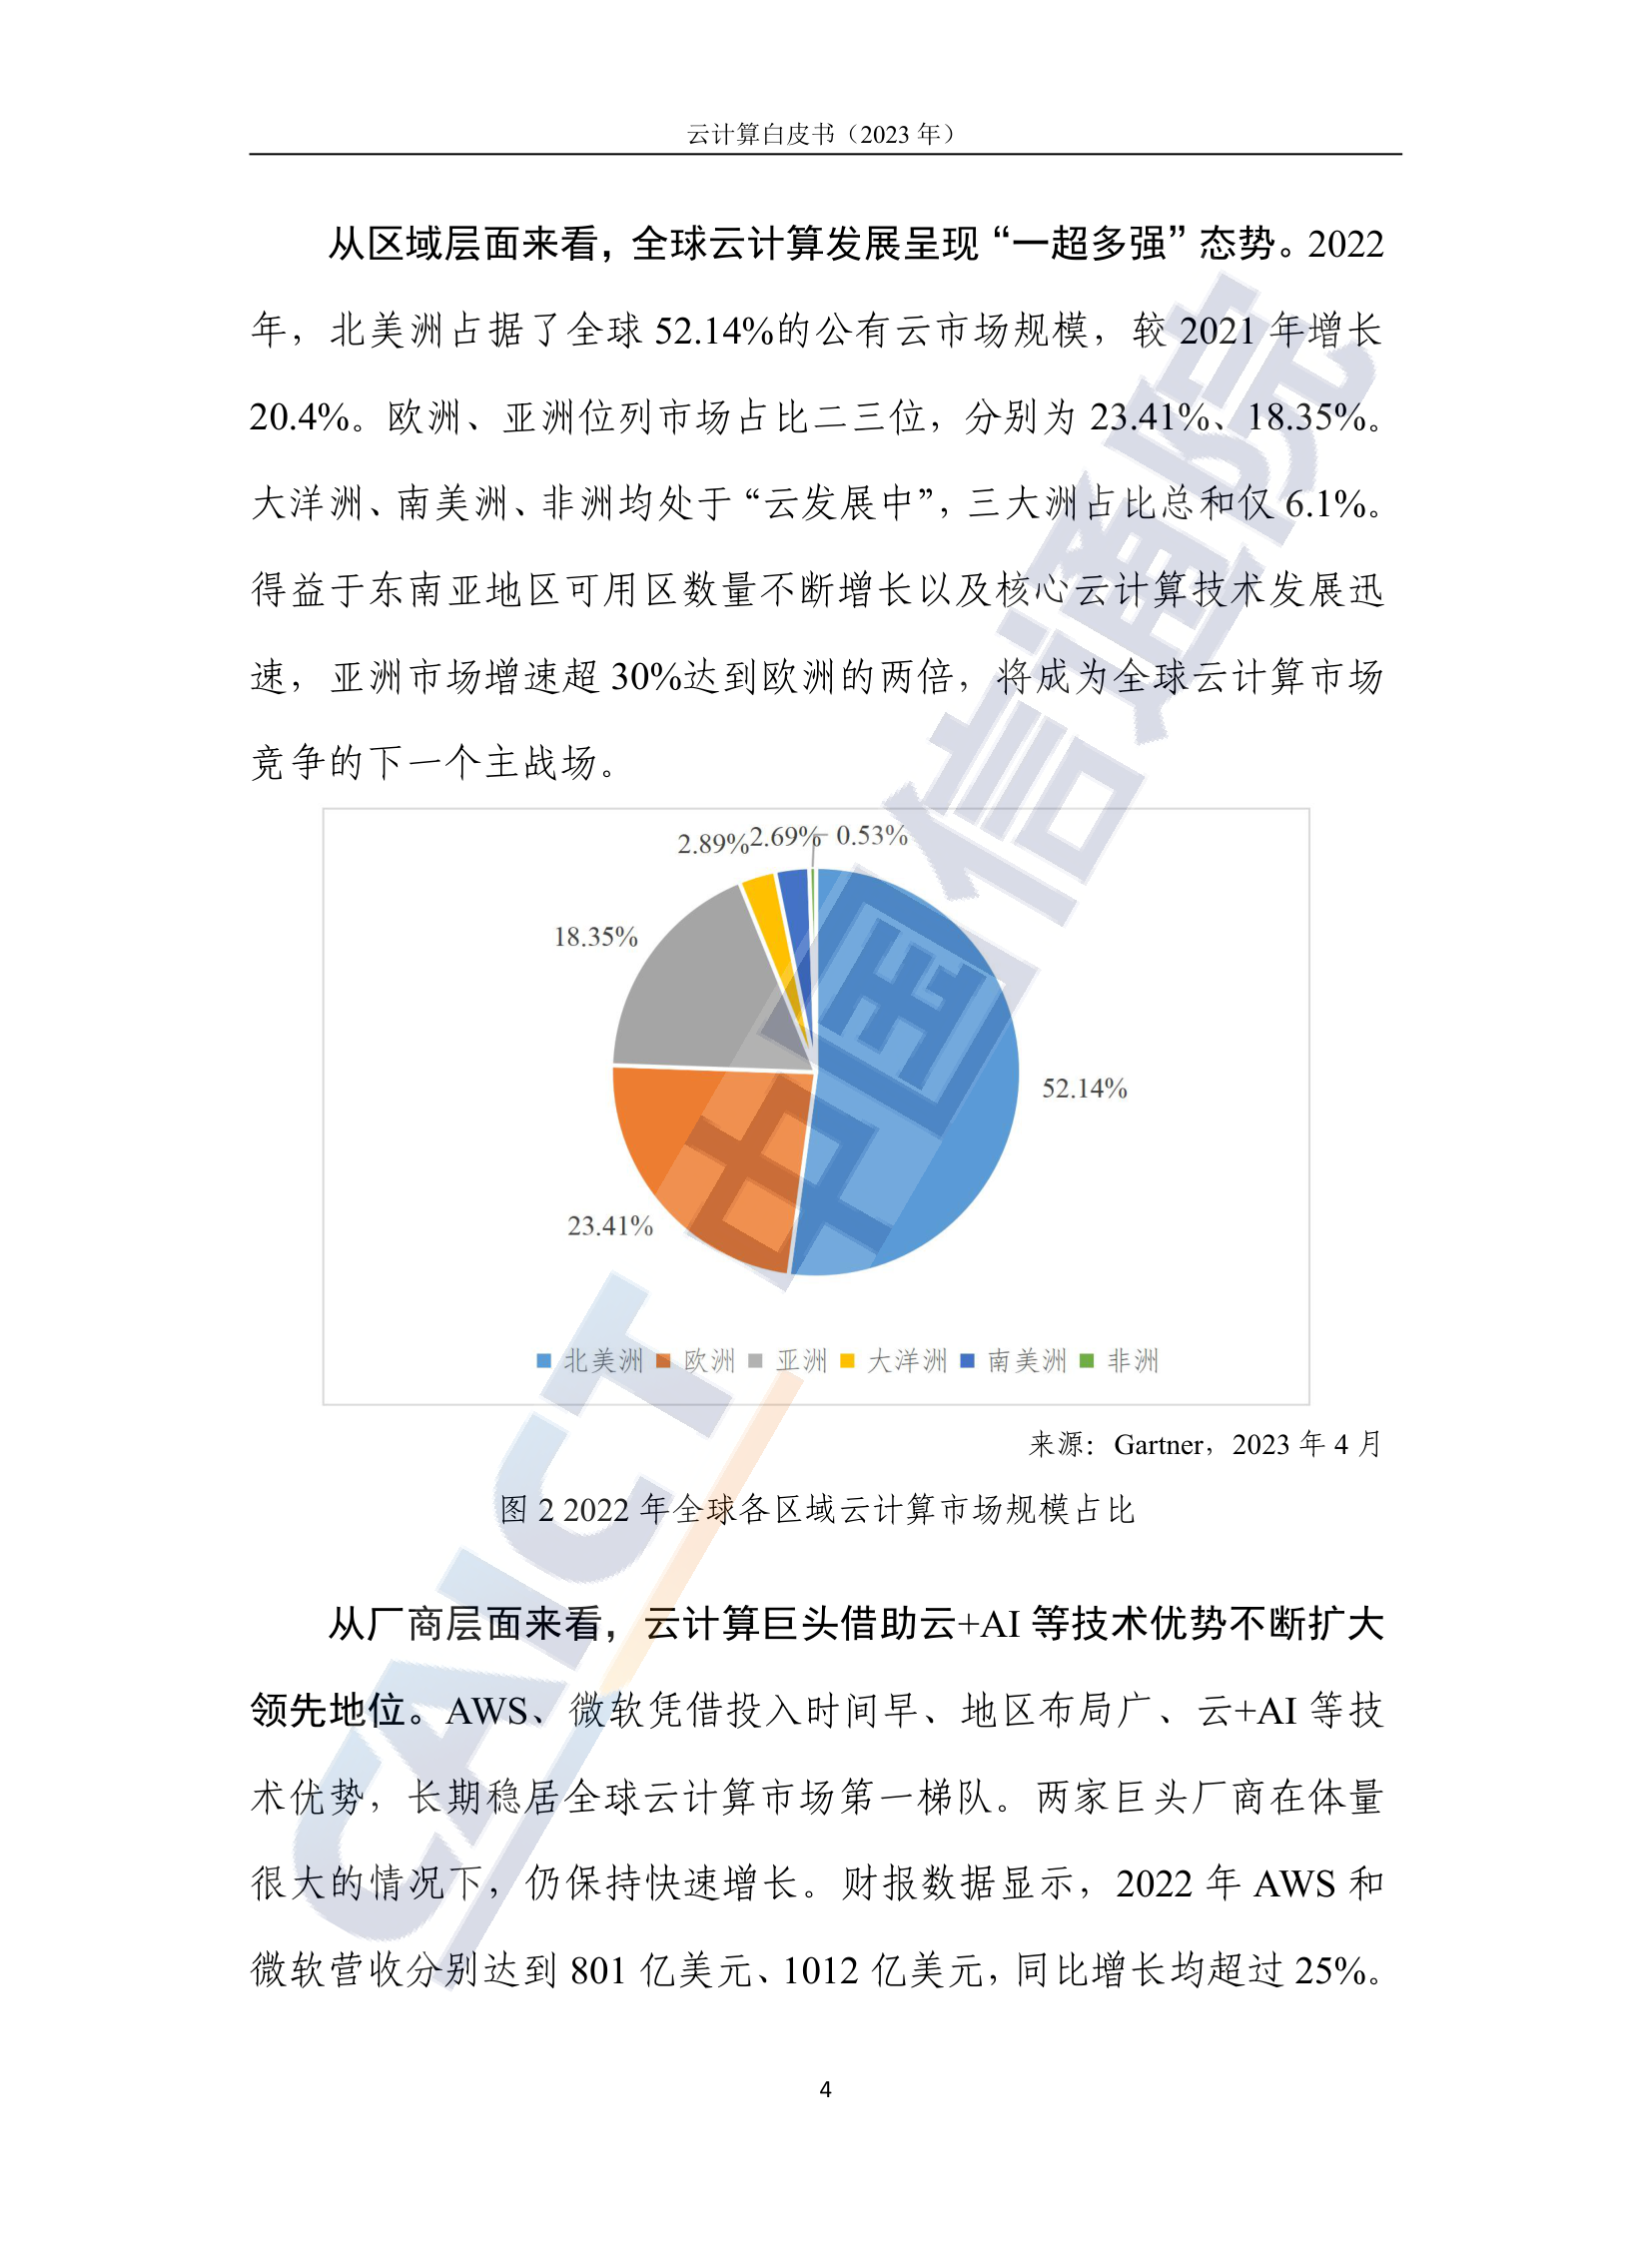 云计算白皮书（2023 年）
从区域层面来看，全球云计算发展呈现“一超多强”态势。2022
年，北美洲占据了全球 52.14%的公有云市场规模，较 2021 年增长
20.4%。欧洲、亚洲位列市场占比二三位，分别为 23.41%、18.35%。
大洋洲、南美洲、非洲均处于“云发展中”，三大洲占比总和仅 6.1%。
得益于东南亚地区可用区数量不断增长以及核心云计算技术发展迅
速，亚洲市场增速超 30%达到欧洲的两倍，将成为全球云计算市场
竞争的下一个主战场。
2.89% 2.69% 0.53%
18.35%
52.14%
23.41%
北美洲 欧洲 亚洲 大洋洲 南美洲 非洲
来源：Gartner，2023 年 4 月
图 2 2022 年全球各区域云计算市场规模占比
从厂商层面来看，云计算巨头借助云+AI 等技术优势不断扩大
领先地位。AWS、微软凭借投入时间早、地区布局广、云+AI 等技
术优势，长期稳居全球云计算市场第一梯队。两家巨头厂商在体量
很大的情况下，仍保持快速增长。财报数据显示，2022 年 AWS 和
微软营收分别达到 801 亿美元、1012 亿美元，同比增长均超过 25%。
4
CAICT 中国信通院